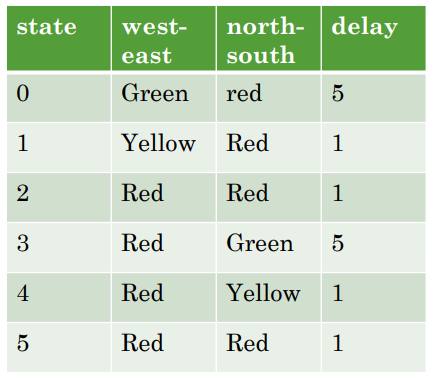 state west-east north-south delay
0 Green red 5
1 Yellow Red 1
2 Red Red 1
3 Red Green 5
4 Red Yellow 1
5 Red Red 1